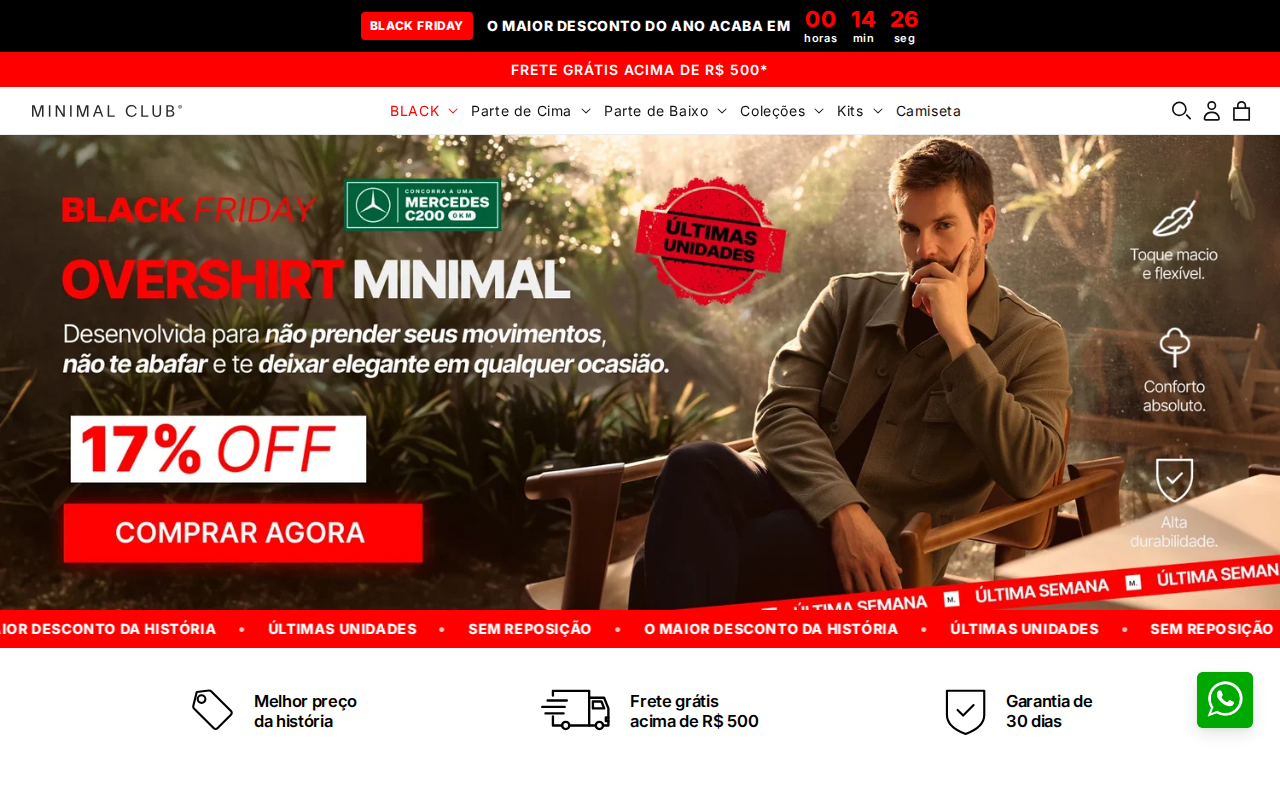 BLACK FRIDAY
O MAIOR DESCONTO DO ANO ACABA EM
00 14 26
horas min seg
FRETE GRÁTIS ACIMA DE R$ 500*
MINIMAL CLUB®
BLACK
Parte de Cima
Parte de Baixo
Coleções
Kits
Camiseta
BLACK FRIDAY
CONCORRA A UMA
MERCEDES
C200 0KM
ÚLTIMAS
UNIDADES
OVERSHIRT MINIMAL
Desenvolvida para não prender seus movimentos,
não te abafar e te deixar elegante em qualquer ocasião.
17% OFF
COMPRAR AGORA
Toque macio
e flexível.
Conforto
absoluto.
Alta
durabilidade.
ÚLTIMA SEMANA M. ÚLTIMA SEMANA M. ÚLTIMA SEMAN
IOR DESCONTO DA HISTÓRIA • ÚLTIMAS UNIDADES • SEM REPOSIÇÃO • O MAIOR DESCONTO DA HISTÓRIA • ÚLTIMAS UNIDADES • SEM REPOSIÇÃO
Melhor preço
da história
Frete grátis
acima de R$ 500
Garantia de
30 dias